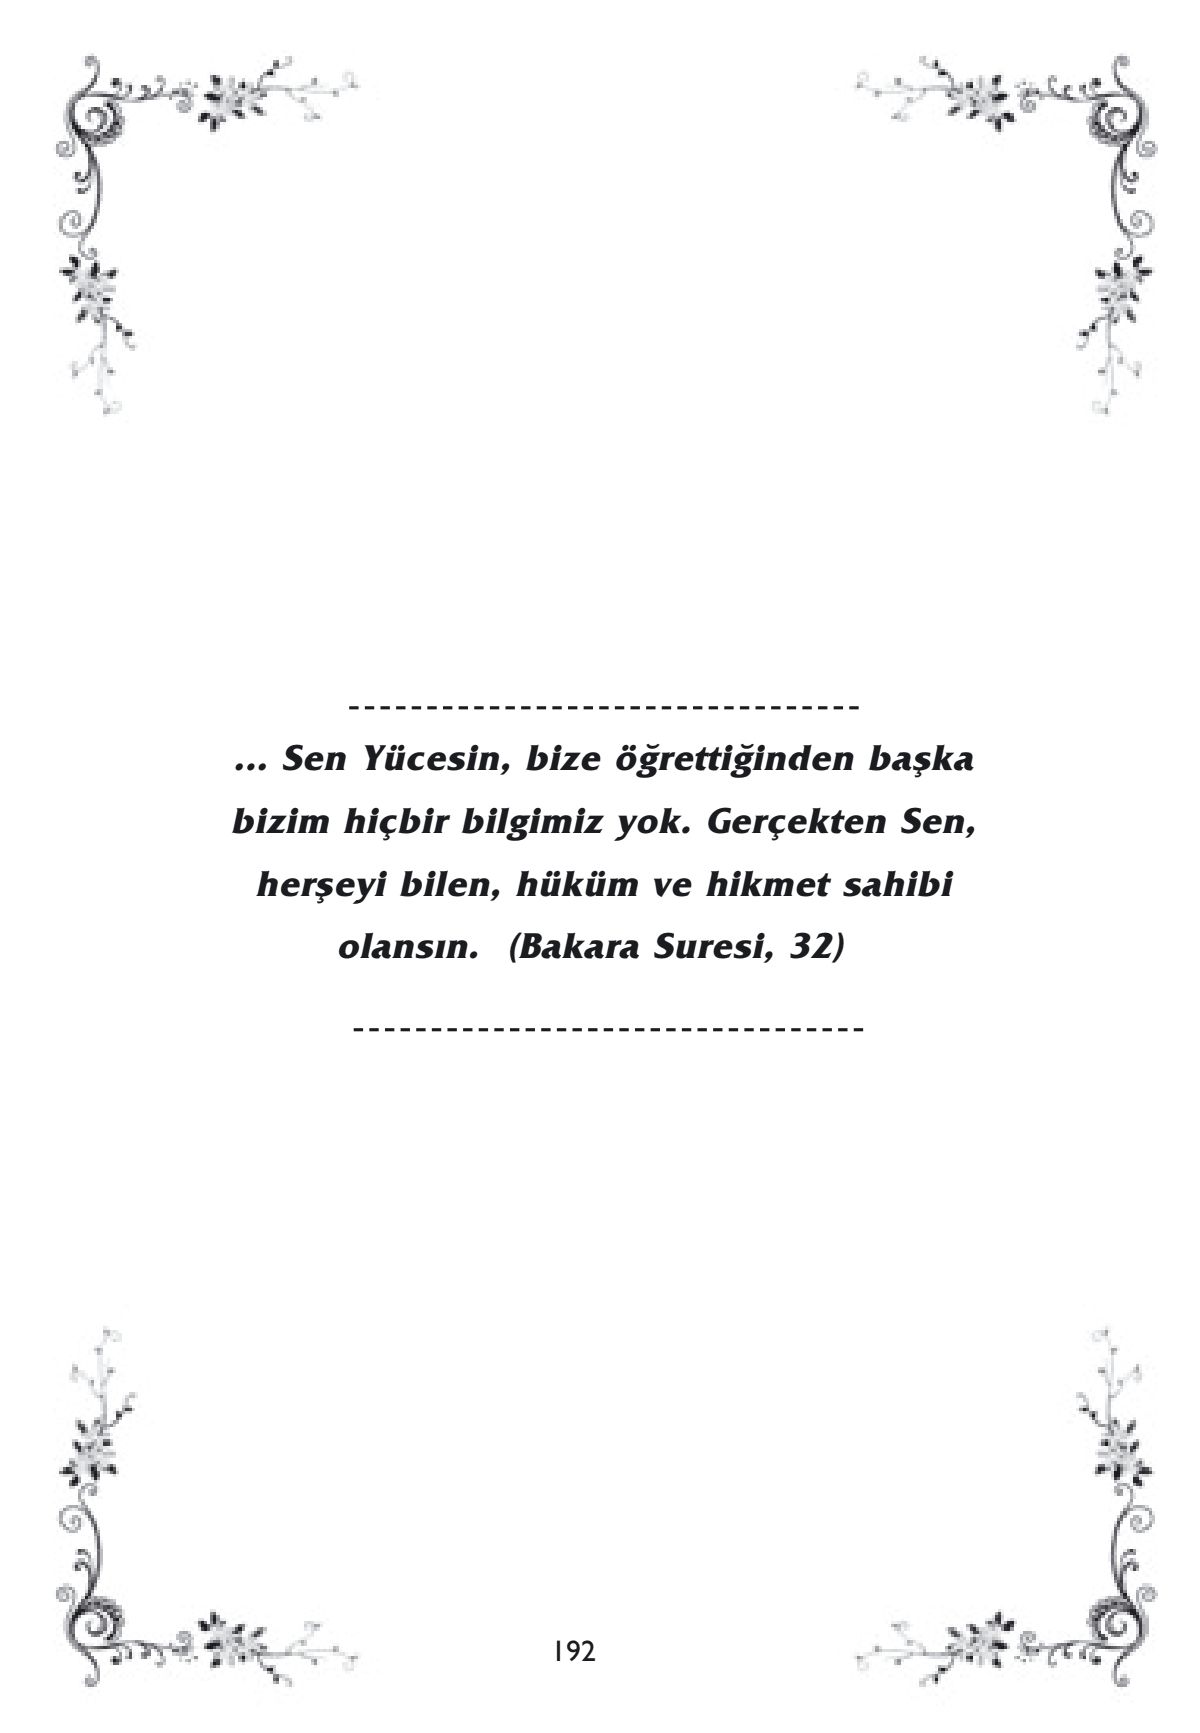 ---------------------------------
... Sen Yücesin, bize öğrettiğinden başka
bizim hiçbir bilgimiz yok. Gerçekten Sen,
herşeyi bilen, hüküm ve hikmet sahibi
olansın. (Bakara Suresi, 32)
---------------------------------
192